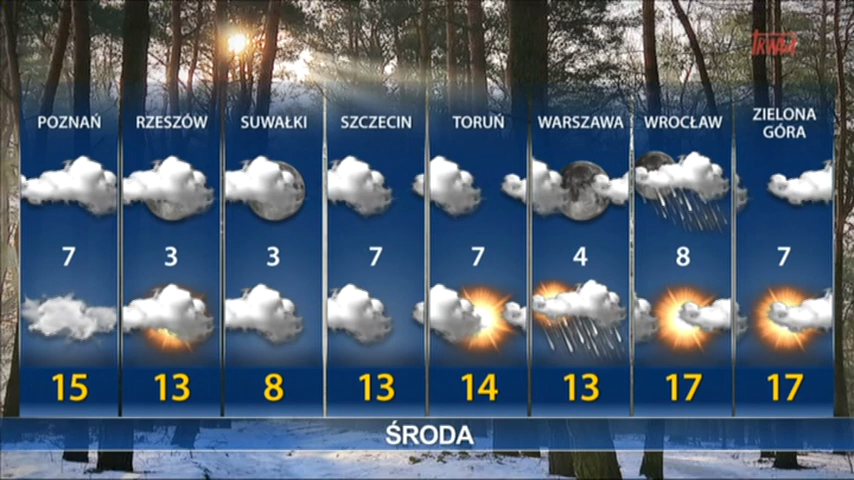 TRWAM
POZNAŃ
RZESZÓW
SUWAŁKI
SZCZECIN
TORUŃ
WARSZAWA
WROCŁAW
ZIELONA
GÓRA
7
3
3
7
7
4
8
7
15
13
8
13
14
13
17
17
ŚRODA